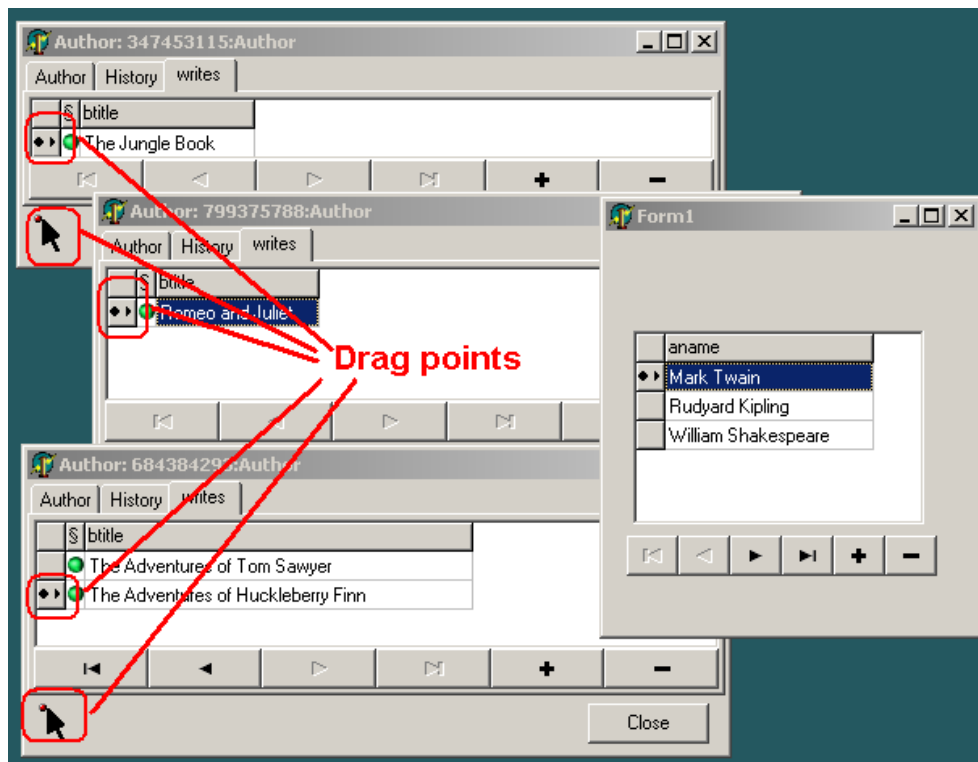 Author: 347453115:Author
Author History writes
§ btitle
The Jungle Book
Author: 799375788:Author
Author History writes
§ btitle
Romeo and Juliet
Drag points
Form1
aname
Mark Twain
Rudyard Kipling
William Shakespeare
Author: 684384293:Author
Author History writes
§ btitle
The Adventures of Tom Sawyer
The Adventures of Huckleberry Finn
Close